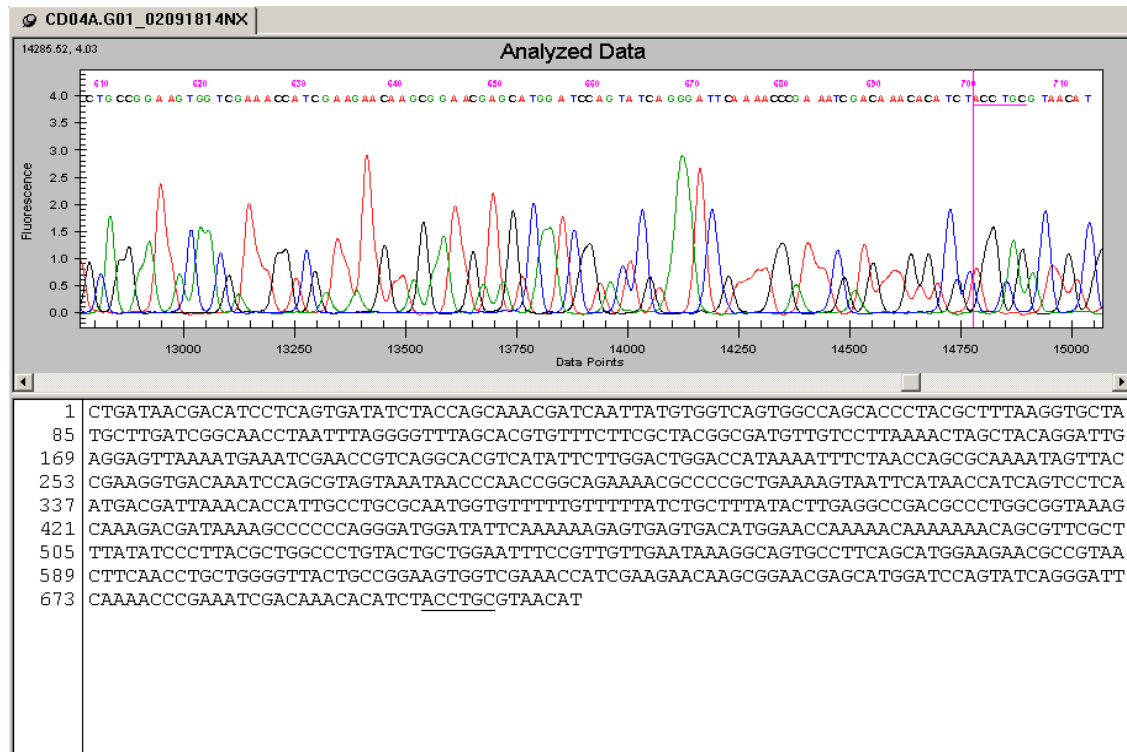 CD04A.G01_02091814NX
14285.52, 4.03
Analyzed Data
610 620 630 640 650 660 670 680 690 700 710
CTGCCGGAAGTGGTCGAAACCATCGAAGAACAAGCGGAACGAGCATGGATCCAGTATCAGGGATTCAAAACCCGAAATCGACAAACACATCTACCTGCGTAACAT
4.0
3.5
3.0
2.5
2.0
1.5
1.0
0.5
0.0
Fluorescence
13000 13250 13500 13750 14000 14250 14500 14750 15000
Data Points
1 CTGATAACGACATCCTCAGTGATATCTACCAGCAAACGATCAATTATGTGGTCAGTGGCCAGCACCCTACGCTTTAAGGTGCTA
85 TGCTTGATCGGCAACCTAATTTAGGGGTTTAGCACGTGTTTCTTCGCTACGGCGATGTTGTCCTTAAAACTAGCTACAGGATTG
169 AGGAGTTAAAATGAAATCGAACCGTCAGGCACGTCATATTCTTGGACTGGACCATAAAATTTCTAACCAGCGCAAAATAGTTAC
253 CGAAGGTGACAAATCCAGCGTAGTAAATAACCCAACCGGCAGAAAACGCCCCGCTGAAAAGTAATTCATAACCATCAGTCCTCA
337 ATGACGATTAAACACCATTGCCTGCGCAATGGTGTTTTTGTTTTTATCTGCTTTATACTTGAGGCCGACGCCCTGGCGGTAAAG
421 CAAAGACGATAAAAGCCCCCCAGGGATGGATATTCAAAAAAGAGTGAGTGACATGGAACCAAAAACAAAAAAACAGCGTTCGCT
505 TTATATCCCTTACGCTGGCCCTGTACTGCTGGAATTTCCGTTGTTGAATAAAGGCAGTGCCTTCAGCATGGAAGAACGCCGTAA
589 CTTCAACCTGCTGGGGTTACTGCCGGAAGTGGTCGAAACCATCGAAGAACAAGCGGAACGAGCATGGATCCAGTATCAGGGATT
673 CAAAACCCGAAATCGACAAACACATCTACCTGCGTAACAT